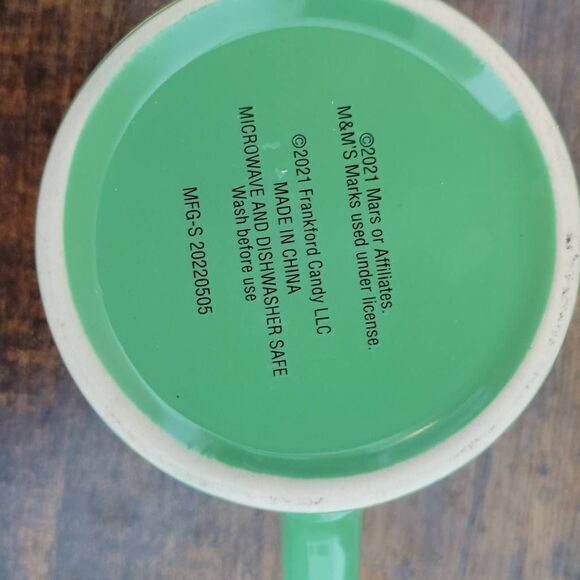 ©2021 Mars or Affiliates.
M&M'S Marks used under license.
©2021 Frankford Candy LLC
MADE IN CHINA
MICROWAVE AND DISHWASHER SAFE
Wash before use
MFG-S 20220505